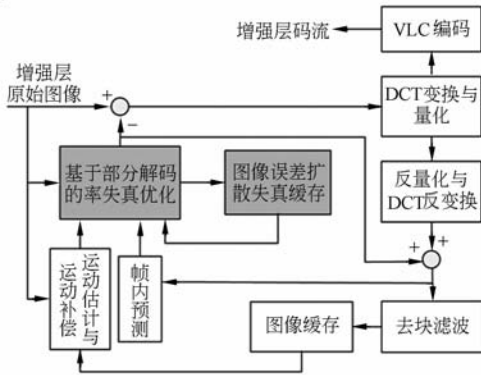 增强层码流
VLC 编码
增强层
原始图像
+
−
DCT变换与
量化
基于部分解码
的率失真优化
图像误差扩
散失真缓存
反量化与
DCT反变换
+
+
运动估计与
运动补偿
帧内预测
图像缓存
去块滤波